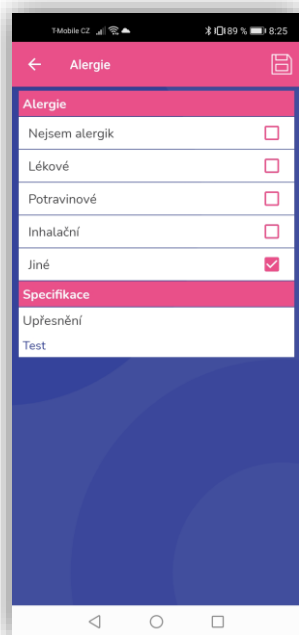 T-Mobile CZ 89 % 8:25
Alergie
Alergie
Nejsem alergik
Lékové
Potravinové
Inhalační
Jiné
Specifikace
Upřesnění
Test